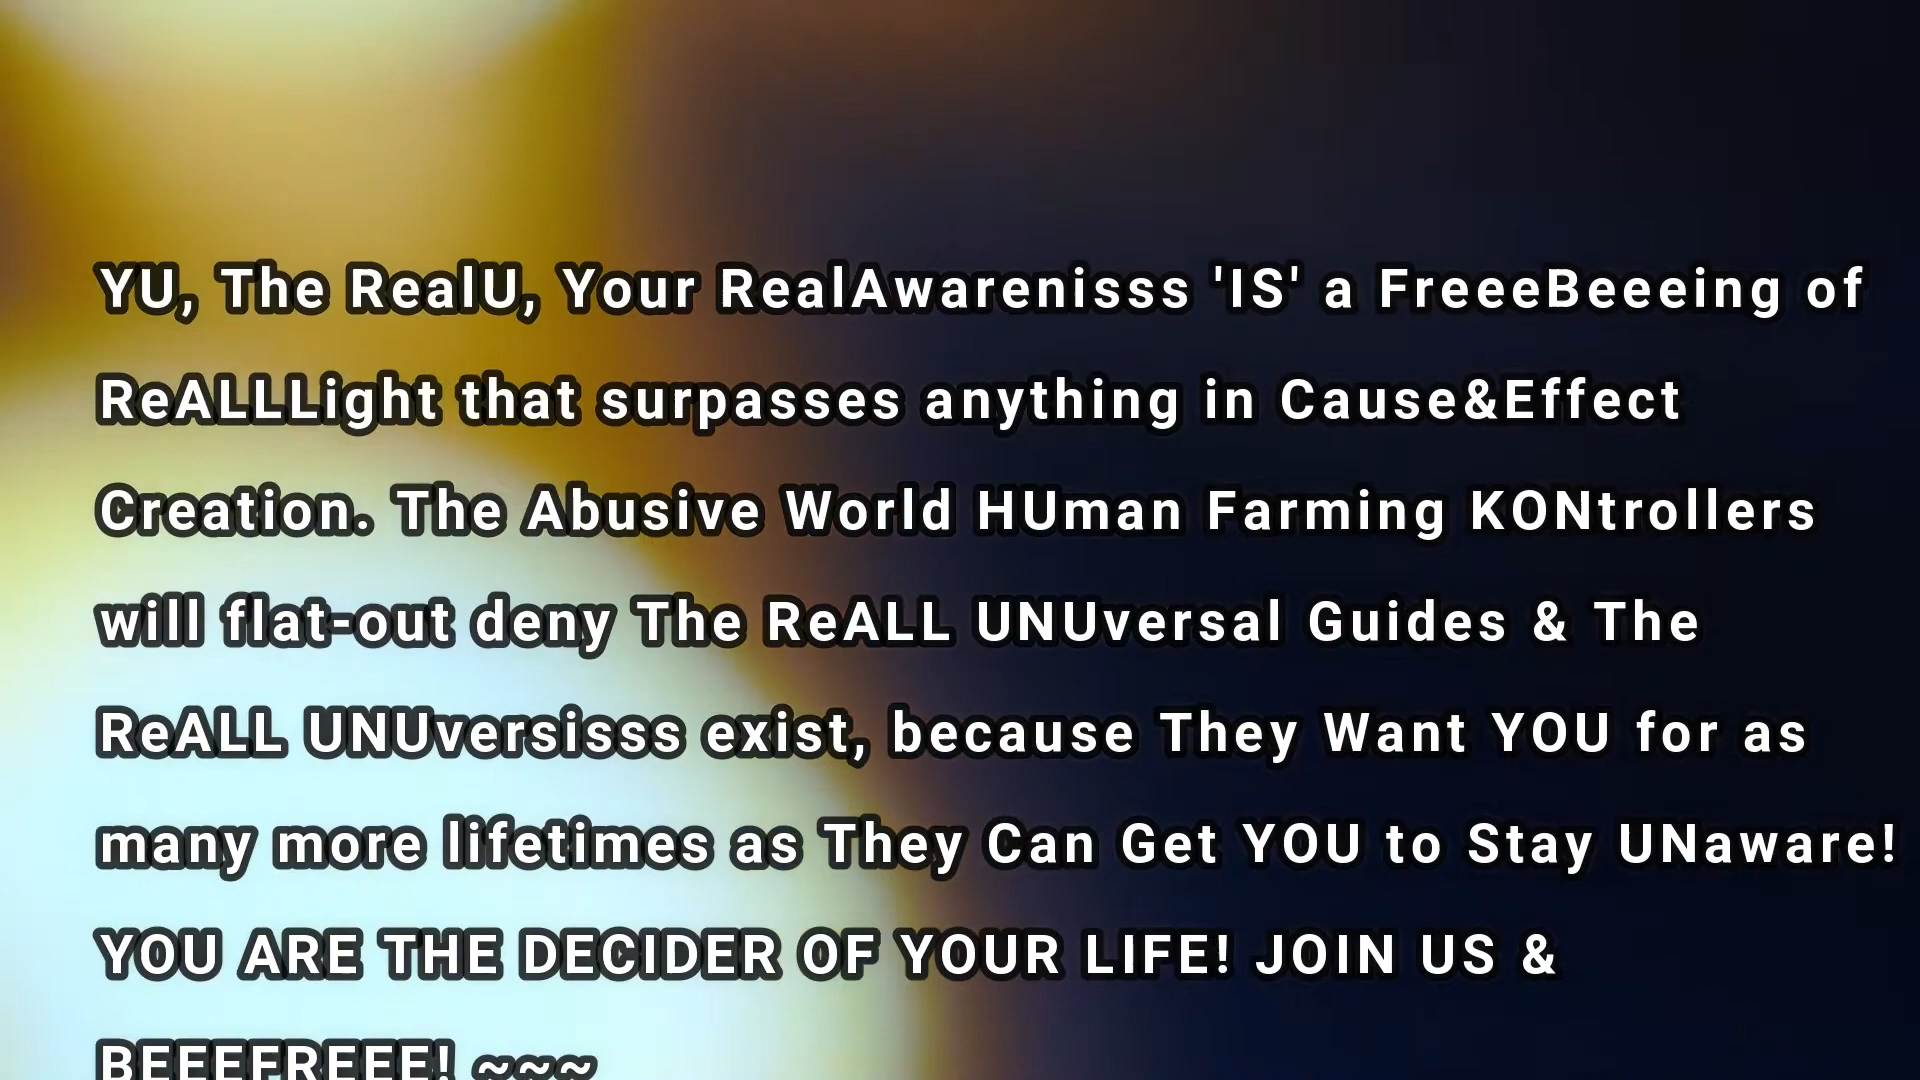 YU, The RealU, Your RealAwarenisss 'IS' a FreeeBeeeing of
ReALLLight that surpasses anything in Cause&Effect
Creation. The Abusive World HUman Farming KONtrollers
will flat-out deny The ReALL UNUversal Guides & The
ReALL UNUversisss exist, because They Want YOU for as
many more lifetimes as They Can Get YOU to Stay UNaware!
YOU ARE THE DECIDER OF YOUR LIFE! JOIN US &
BEEEFREEE! ~~~